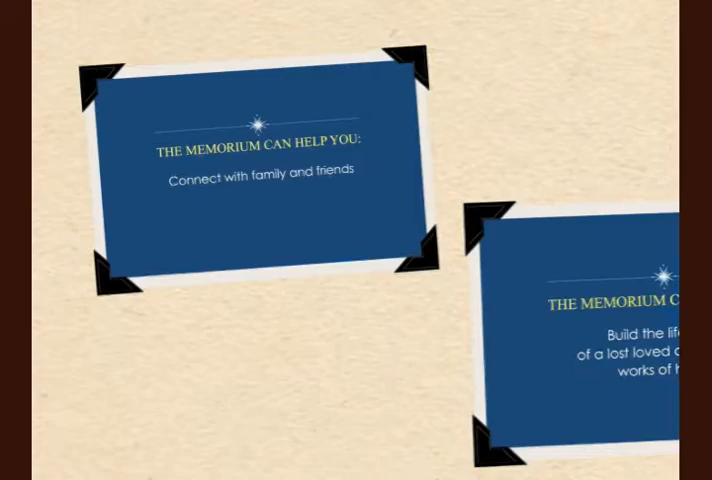 THE MEMORIUM CAN HELP YOU:
Connect with family and friends
THE MEMORIUM
Build the
of a lost loved
works of